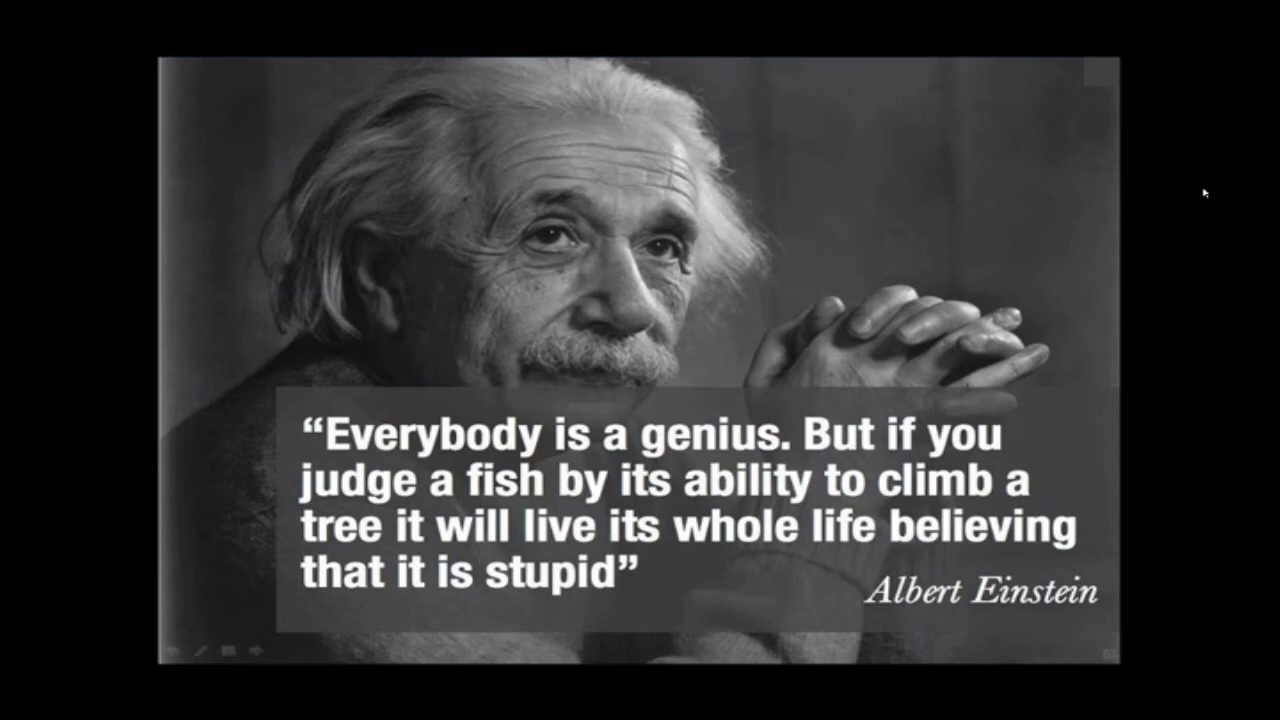 “Everybody is a genius. But if you
judge a fish by its ability to climb a
tree it will live its whole life believing
that it is stupid”
Albert Einstein